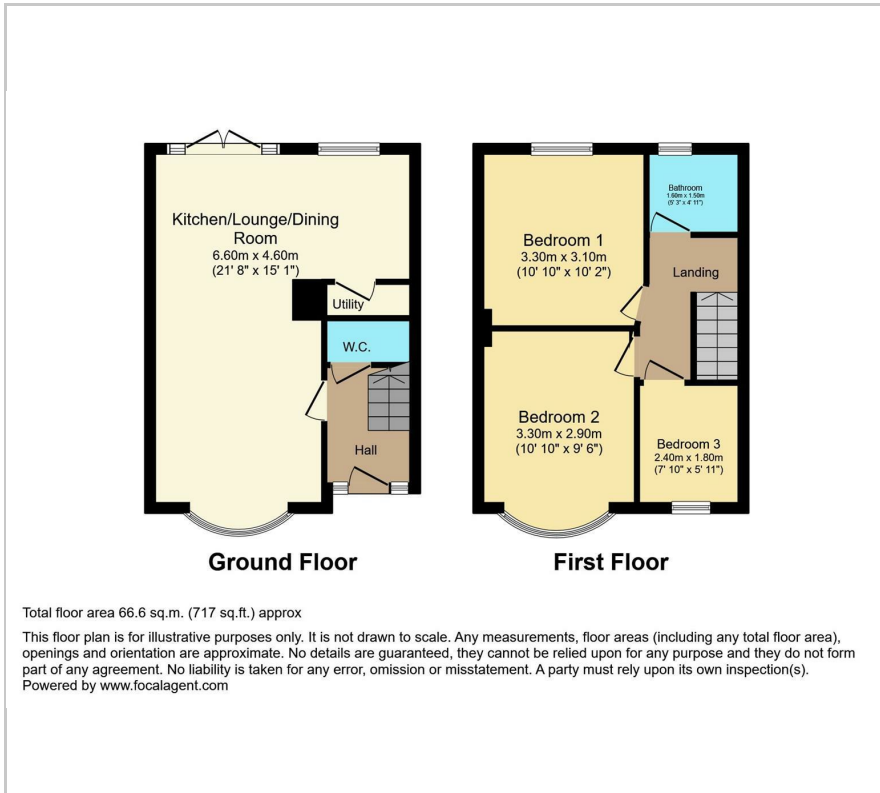 Kitchen/Lounge/Dining
Room
6.60m x 4.60m
(21' 8" x 15' 1")
Utility
W.C.
Hall
Ground Floor
Bedroom 1
3.30m x 3.10m
(10' 10" x 10' 2")
Bathroom
1.60m x 1.50m
(5' 3" x 4' 11")
Landing
Bedroom 2
3.30m x 2.90m
(10' 10" x 9' 6")
Bedroom 3
2.40m x 1.80m
(7' 10" x 5' 11")
First Floor
Total floor area 66.6 sq.m. (717 sq.ft.) approx
This floor plan is for illustrative purposes only. It is not drawn to scale. Any measurements, floor areas (including any total floor area),
openings and orientation are approximate. No details are guaranteed, they cannot be relied upon for any purpose and they do not form
part of any agreement. No liability is taken for any error, omission or misstatement. A party must rely upon its own inspection(s).
Powered by www.focalagent.com